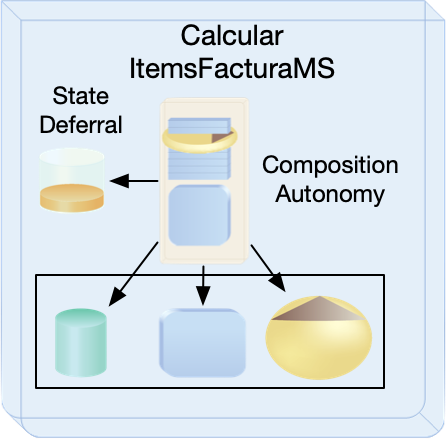 Calcular
ItemsFacturaMS
State
Deferral
Composition
Autonomy